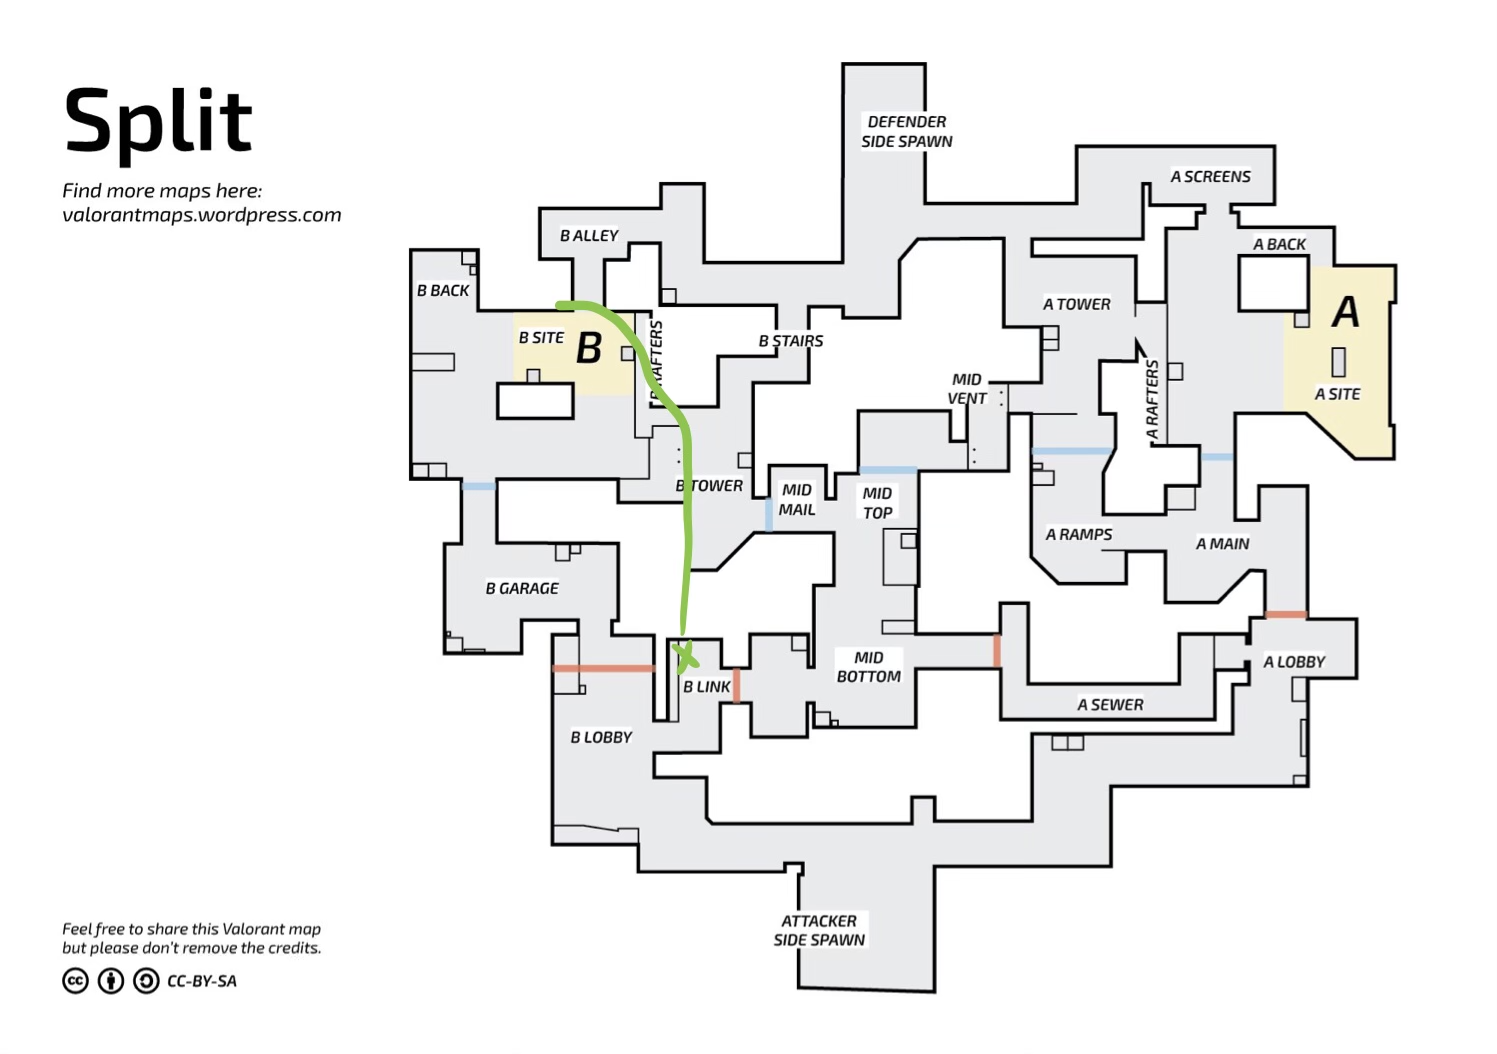 Split
Find more maps here:
valorantmaps.wordpress.com
DEFENDER
SIDE SPAWN
A SCREENS
B ALLEY
A BACK
B BACK
A TOWER
A
B SITE
B
B RAFTERS
B STAIRS
MID
VENT
A RAFTERS
A SITE
B TOWER
MID
MAIL
MID
TOP
A RAMPS
A MAIN
B GARAGE
MID
BOTTOM
A LOBBY
B LINK
A SEWER
B LOBBY
ATTACKER
SIDE SPAWN
Feel free to share this Valorant map
but please don't remove the credits.
cc CC-BY-SA